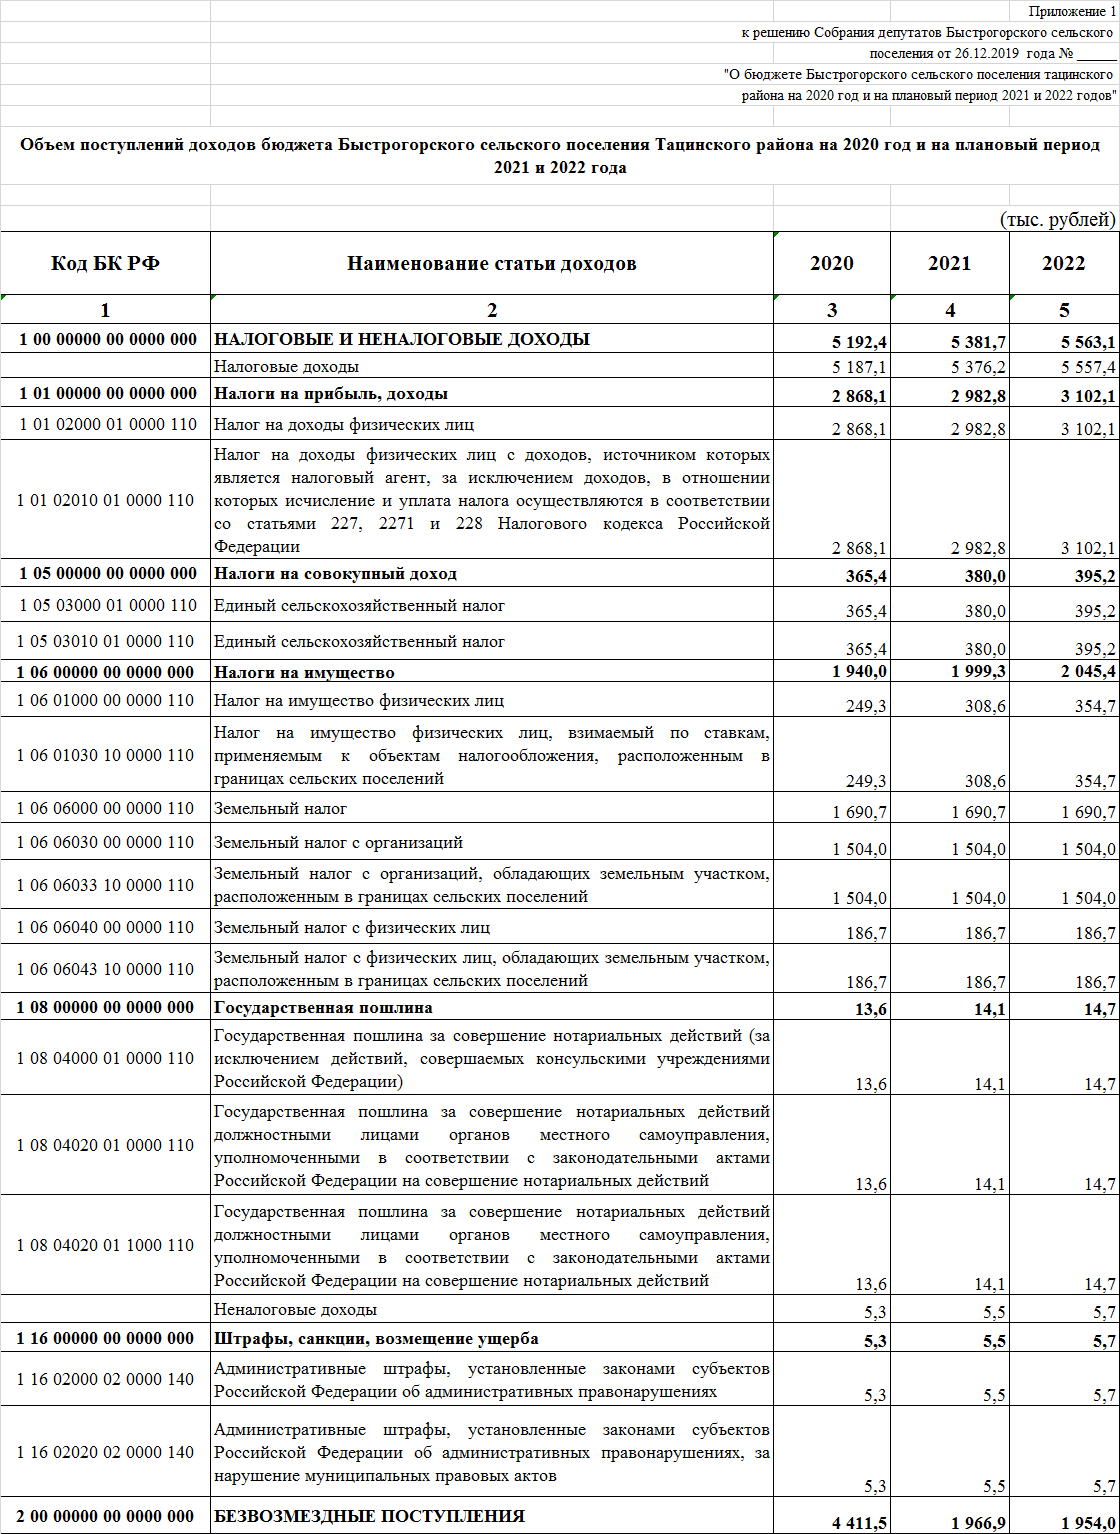 Приложение 1
к решению Собрания депутатов Быстрогорского сельского
поселения от 26.12.2019 года № ______
"О бюджете Быстрогорского сельского поселения тацинского
района на 2020 год и на плановый период 2021 и 2022 годов"
Объем поступлений доходов бюджета Быстрогорского сельского поселения Тацинского района на 2020 год и на плановый период
2021 и 2022 года
(тыс. рублей)
Код БК РФ Наименование статьи доходов 2020 2021 2022
1 2 3 4 5
1 00 00000 00 0000 000 НАЛОГОВЫЕ И НЕНАЛОГОВЫЕ ДОХОДЫ 5 192,4 5 381,7 5 563,1
Налоговые доходы 5 187,1 5 376,2 5 557,4
1 01 00000 00 0000 000 Налоги на прибыль, доходы 2 868,1 2 982,8 3 102,1
1 01 02000 01 0000 110 Налог на доходы физических лиц 2 868,1 2 982,8 3 102,1
Налог на доходы физических лиц с доходов, источником которых
является налоговый агент, за исключением доходов, в отношении
1 01 02010 01 0000 110 которых исчисление и уплата налога осуществляются в соответствии
со статьями 227, 2271 и 228 Налогового кодекса Российской
Федерации 2 868,1 2 982,8 3 102,1
1 05 00000 00 0000 000 Налоги на совокупный доход 365,4 380,0 395,2
1 05 03000 01 0000 110 Единый сельскохозяйственный налог 365,4 380,0 395,2
1 05 03010 01 0000 110 Единый сельскохозяйственный налог 365,4 380,0 395,2
1 06 00000 00 0000 000 Налоги на имущество 1 940,0 1 999,3 2 045,4
1 06 01000 00 0000 110 Налог на имущество физических лиц 249,3 308,6 354,7
Налог на имущество физических лиц, взимаемый по ставкам,
1 06 01030 10 0000 110 применяемым к объектам налогообложения, расположенным в
границах сельских поселений 249,3 308,6 354,7
1 06 06000 00 0000 110 Земельный налог 1 690,7 1 690,7 1 690,7
1 06 06030 00 0000 110 Земельный налог с организаций 1 504,0 1 504,0 1 504,0
1 06 06033 10 0000 110 Земельный налог с организаций, обладающих земельным участком,
расположенным в границах сельских поселений 1 504,0 1 504,0 1 504,0
1 06 06040 00 0000 110 Земельный налог с физических лиц 186,7 186,7 186,7
1 06 06043 10 0000 110 Земельный налог с физических лиц, обладающих земельным участком,
расположенным в границах сельских поселений 186,7 186,7 186,7
1 08 00000 00 0000 000 Государственная пошлина 13,6 14,1 14,7
Государственная пошлина за совершение нотариальных действий (за
1 08 04000 01 0000 110 исключением действий, совершаемых консульскими учреждениями
Российской Федерации) 13,6 14,1 14,7
Государственная пошлина за совершение нотариальных действий
1 08 04020 01 0000 110 должностными лицами органов местного самоуправления,
уполномоченными в соответствии с законодательными актами
Российской Федерации на совершение нотариальных действий 13,6 14,1 14,7
Государственная пошлина за совершение нотариальных действий
1 08 04020 01 1000 110 должностными лицами органов местного самоуправления,
уполномоченными в соответствии с законодательными актами
Российской Федерации на совершение нотариальных действий 13,6 14,1 14,7
Неналоговые доходы 5,3 5,5 5,7
1 16 00000 00 0000 000 Штрафы, санкции, возмещение ущерба 5,3 5,5 5,7
1 16 02000 02 0000 140 Административные штрафы, установленные законами субъектов
Российской Федерации об административных правонарушениях 5,3 5,5 5,7
Административные штрафы, установленные законами субъектов
1 16 02020 02 0000 140 Российской Федерации об административных правонарушениях, за
нарушение муниципальных правовых актов 5,3 5,5 5,7
2 00 00000 00 0000 000 БЕЗВОЗМЕЗДНЫЕ ПОСТУПЛЕНИЯ 4 411,5 1 966,9 1 954,0